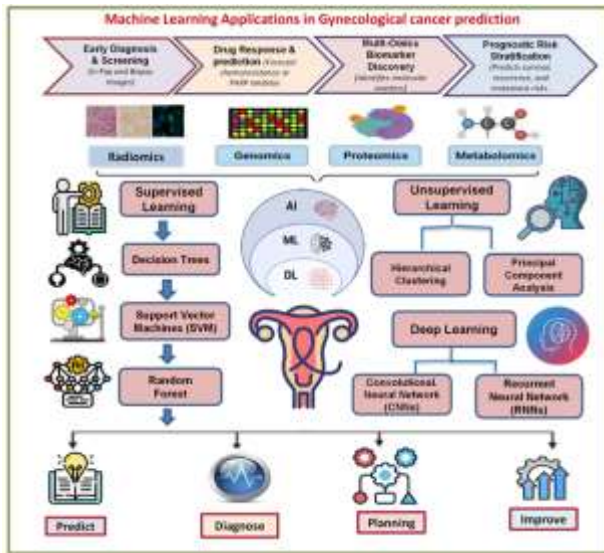 Machine Learning Applications in Gynecological cancer prediction
Early Diagnosis
& Screening
Drug Response &
prediction
Multi-Omics
Biomarker
Discovery
Prognostic Risk
Stratification
Radiomics
Genomics
Proteomics
Metabolomics
Supervised
Learning
AI
ML
DL
Unsupervised
Learning
Decision Trees
Hierarchical
Clustering
Principal
Component
Analysis
Support Vector
Machines (SVM)
Deep Learning
Random
Forest
Convolutional
Neural Network
(CNNs)
Recurrent
Neural Network
(RNNs)
Predict
Diagnose
Planning
Improve